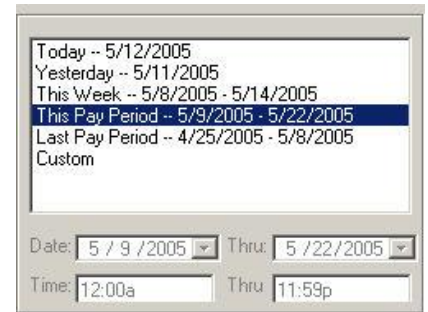 Today -- 5/12/2005
Yesterday -- 5/11/2005
This Week -- 5/8/2005 - 5/14/2005
This Pay Period -- 5/9/2005 - 5/22/2005
Last Pay Period -- 4/25/2005 - 5/8/2005
Custom
Date: 5 / 9 /2005 Thru: 5 /22/2005
Time: 12:00a Thru 11:59p